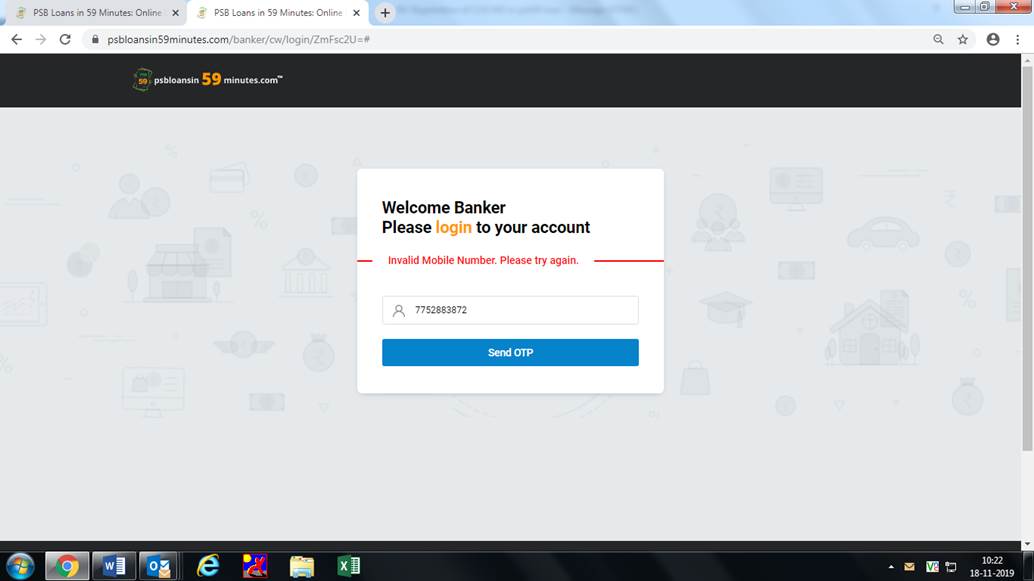 PSB Loans in 59 Minutes: Online
PSB Loans in 59 Minutes: Online
psbloansin59minutes.com/banker/cw/login/ZmFsc2U=#
PSB 59 psbloansin 59 minutes.com™
Welcome Banker
Please login to your account
Invalid Mobile Number. Please try again.
7752883872
Send OTP
10:22
18-11-2019